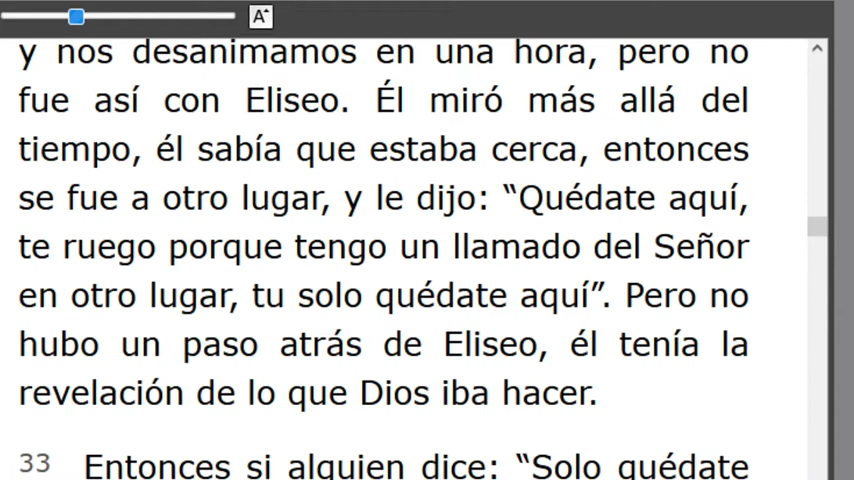 A
y nos desanimamos en una hora, pero no
fue así con Eliseo. Él miró más allá del
tiempo, él sabía que estaba cerca, entonces
se fue a otro lugar, y le dijo: “Quédate aquí,
te ruego porque tengo un llamado del Señor
en otro lugar, tu solo quédate aquí”. Pero no
hubo un paso atrás de Eliseo, él tenía la
revelación de lo que Dios iba hacer.
33 Entonces si alguien dice: “Solo quédate